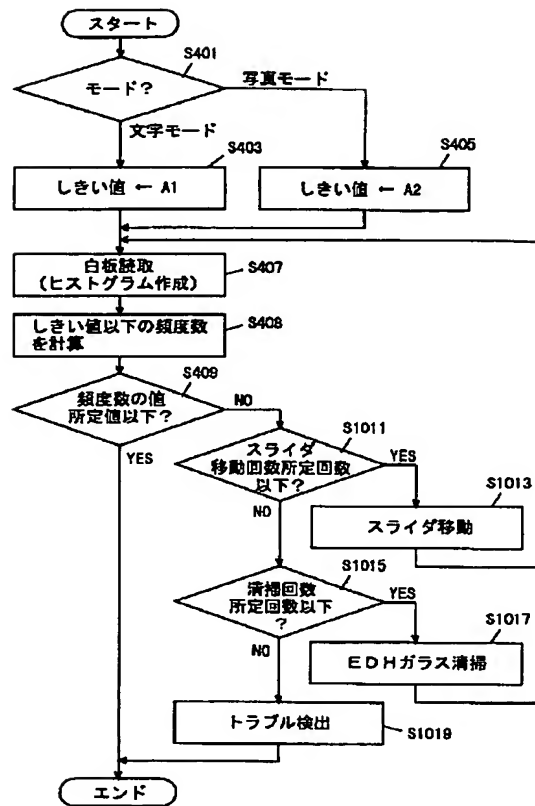 スタート
S401
モード?
写真モード
文字モード
S403
S405
しきい値 ← A1
しきい値 ← A2
白板読取
(ヒストグラム作成)
S407
しきい値以下の頻度数
を計算
S408
S409
頻度数の値
所定値以下?
NO
YES
S1011
スライダ
移動回数所定回数
以下?
YES
NO
S1013
スライダ移動
S1015
清掃回数
所定回数以下
?
YES
NO
S1017
EDHガラス清掃
トラブル検出
S1019
エンド